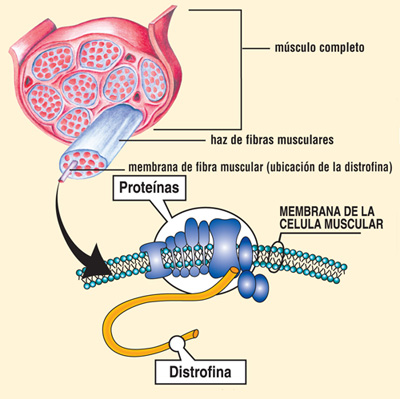 músculo completo
haz de fibras musculares
membrana de fibra muscular (ubicación de la distrofina)
Proteínas
MEMBRANA DE LA
CELULA MUSCULAR
Distrofina